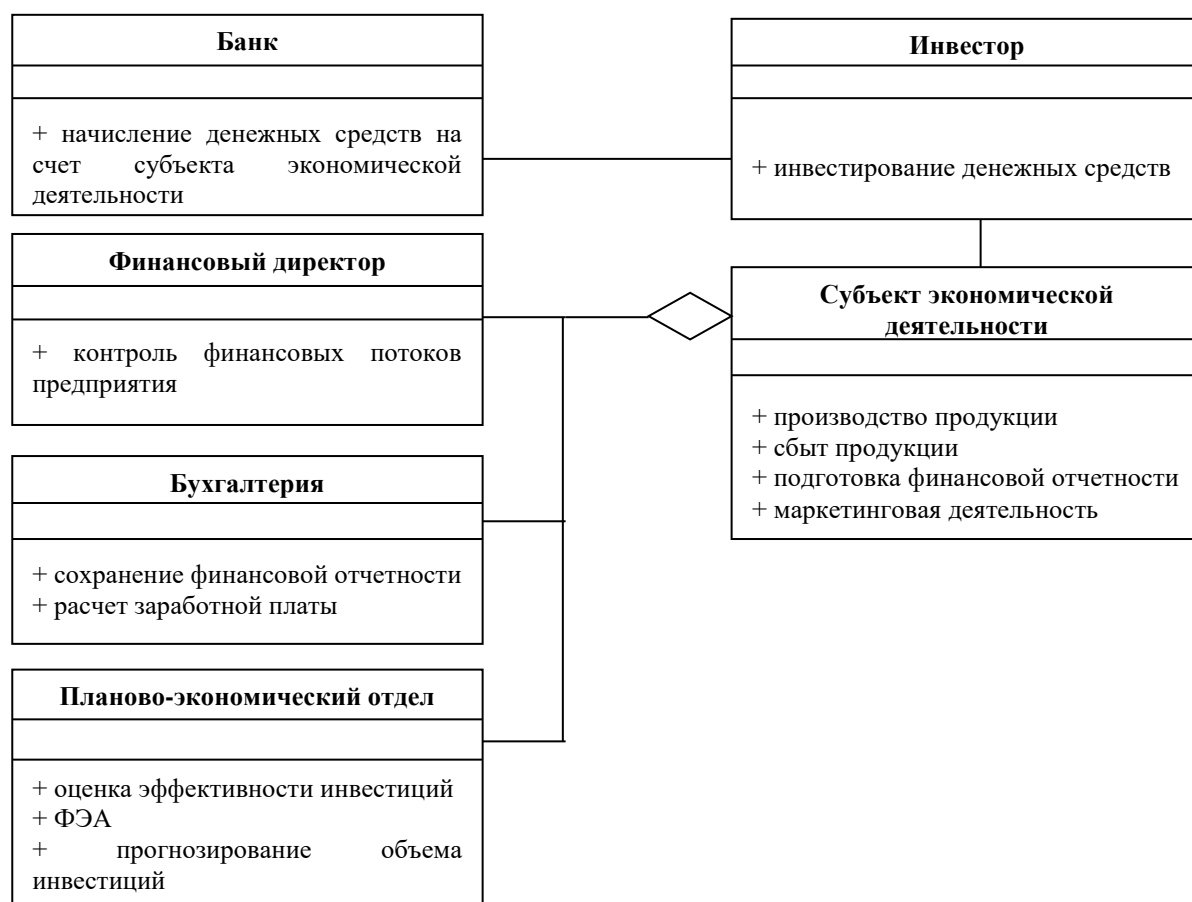 Банк
+ начисление денежных средств на
счет субъекта экономической
деятельности
Инвестор
+ инвестирование денежных средств
Финансовый директор
+ контроль финансовых потоков
предприятия
Субъект экономической
деятельности
+ производство продукции
+ сбыт продукции
+ подготовка финансовой отчетности
+ маркетинговая деятельность
Бухгалтерия
+ сохранение финансовой отчетности
+ расчет заработной платы
Планово-экономический отдел
+ оценка эффективности инвестиций
+ ФЭА
+ прогнозирование объема
инвестиций